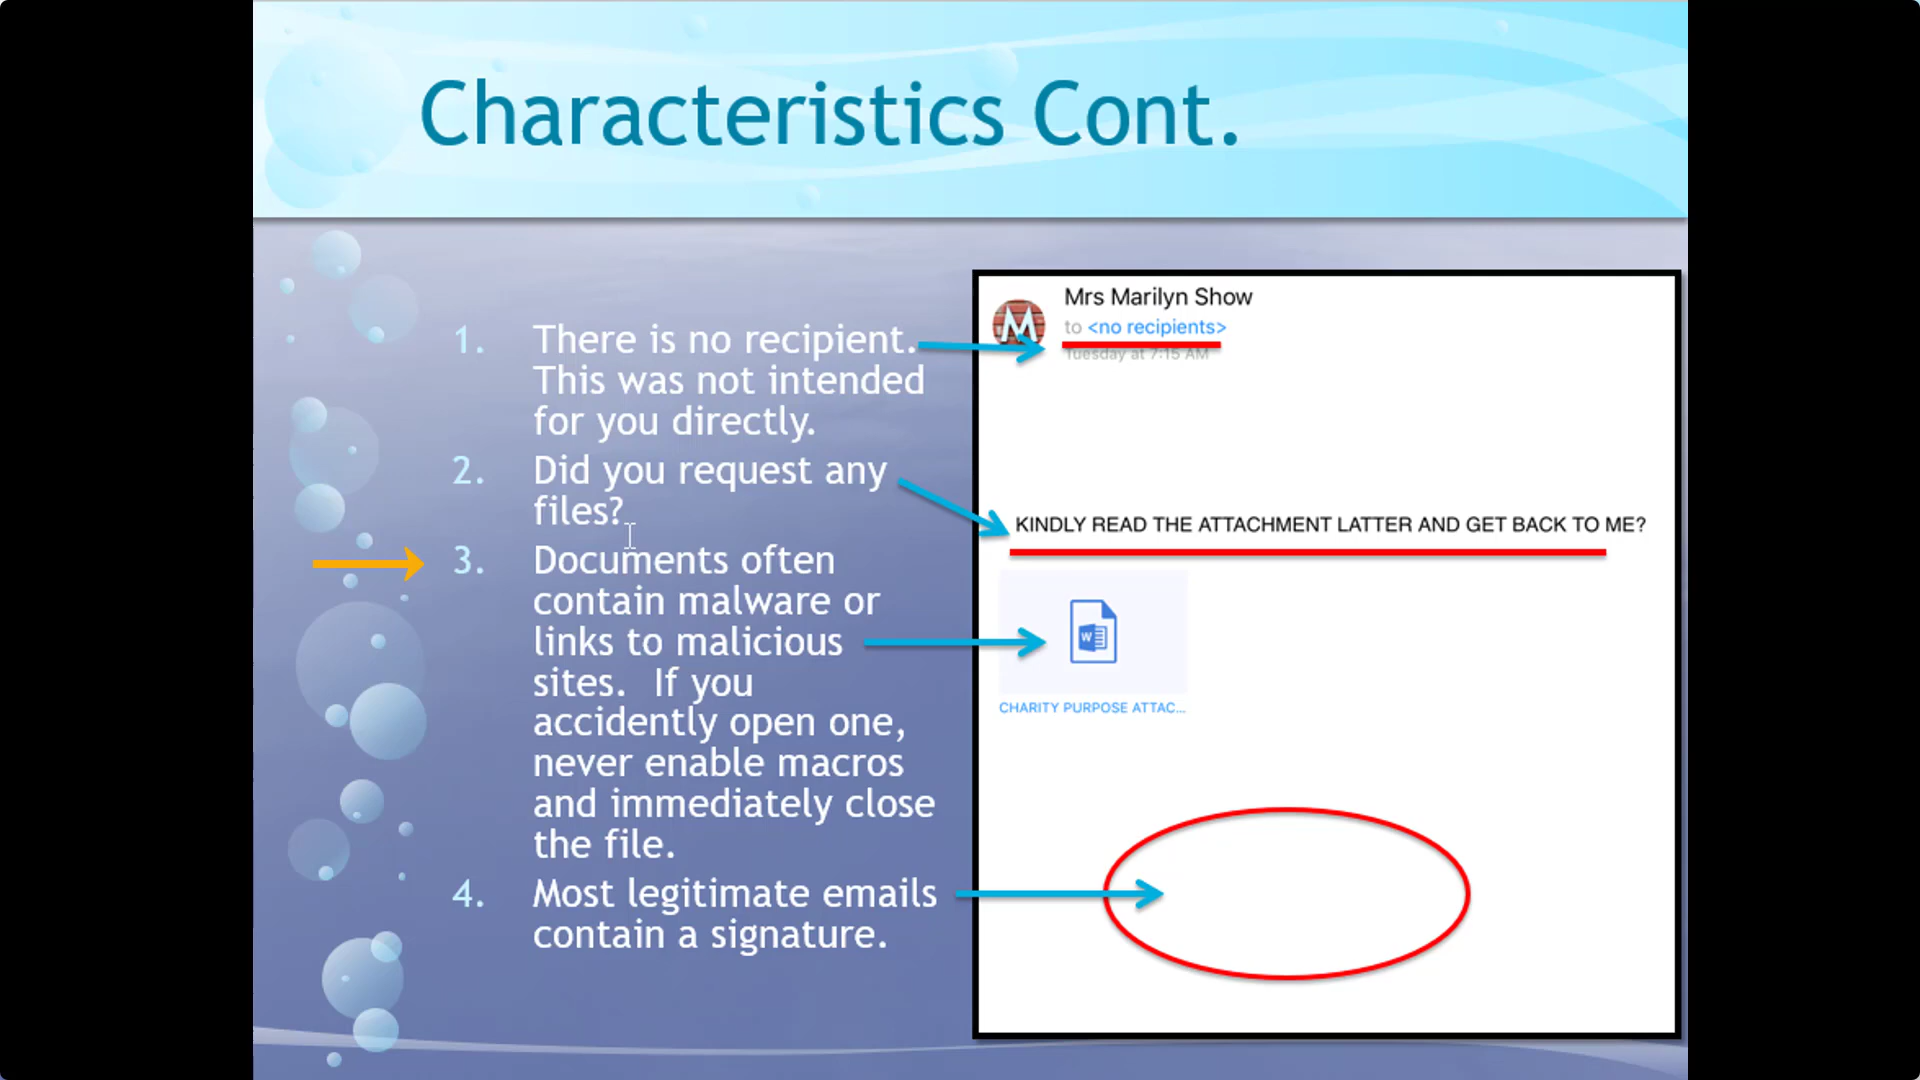 Characteristics Cont.
1. There is no recipient.
This was not intended
for you directly.
2. Did you request any
files?
3. Documents often
contain malware or
links to malicious
sites.  If you
accidently open one,
never enable macros
and immediately close
the file.
4. Most legitimate emails
contain a signature.
M
Mrs Marilyn Show
to <no recipients>
Tuesday at 7:15 AM
KINDLY READ THE ATTACHMENT LATTER AND GET BACK TO ME?
W
CHARITY PURPOSE ATTAC...